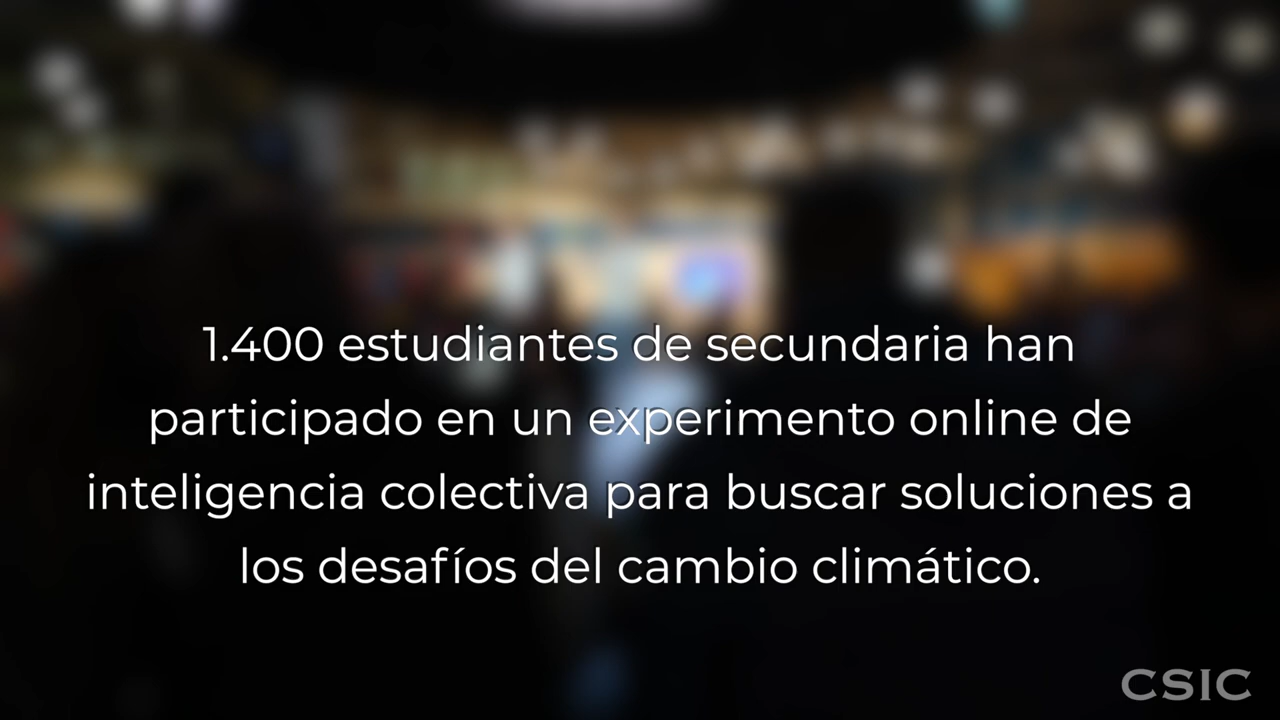 1.400 estudiantes de secundaria han
participado en un experimento online de
inteligencia colectiva para buscar soluciones a
los desafíos del cambio climático.
CSIC